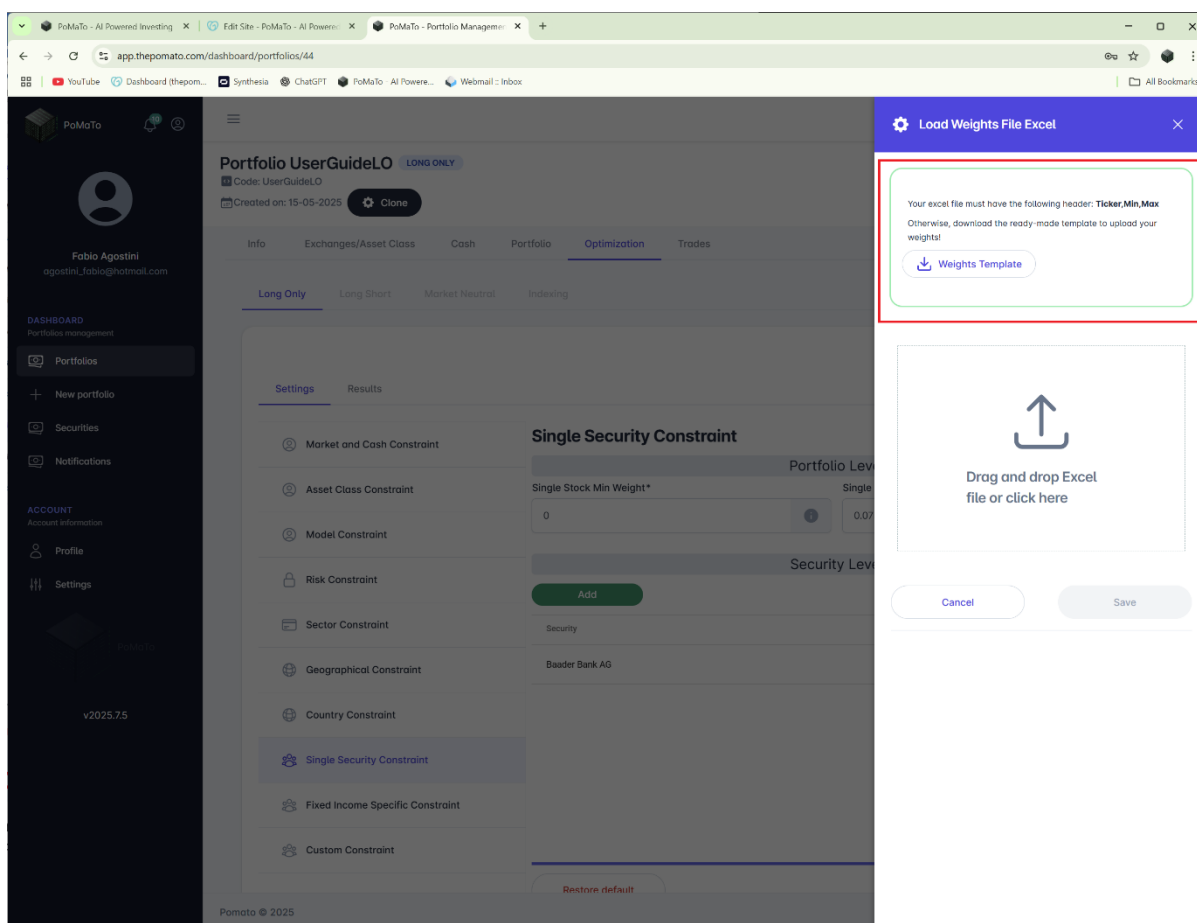 PoMaTo - AI Powered Investing
Edit Site - PoMaTo - AI Powered
PoMaTo - Portfolio Managemen
app.thepomato.com/dashboard/portfolios/44
YouTube
Dashboard (thepom...
Synthesia
ChatGPT
PoMaTo - AI Powere...
Webmail :: Inbox
All Bookmarks
PoMaTo
10
Fabio Agostini
agostini_fabio@hotmail.com
DASHBOARD
Portfolios management
Portfolios
New portfolio
Securities
Notifications
ACCOUNT
Account information
Profile
Settings
PoMaTo
v2025.7.5
Portfolio UserGuideLO LONG ONLY
Code: UserGuideLO
Created on: 15-05-2025 Clone
Info Exchanges/Asset Class Cash Portfolio Optimization Trades
Long Only Long Short Market Neutral Indexing
Settings Results
Market and Cash Constraint
Asset Class Constraint
Model Constraint
Risk Constraint
Sector Constraint
Geographical Constraint
Country Constraint
Single Security Constraint
Fixed Income Specific Constraint
Custom Constraint
Single Security Constraint
Portfolio Leve
Single Stock Min Weight* Single
0 0.07
Security Leve
Add
Security
Baader Bank AG
Restore default
Pomato © 2025
Load Weights File Excel
Your excel file must have the following header: Ticker,Min,Max
Otherwise, download the ready-made template to upload your
weights!
Weights Template
Drag and drop Excel
file or click here
Cancel Save